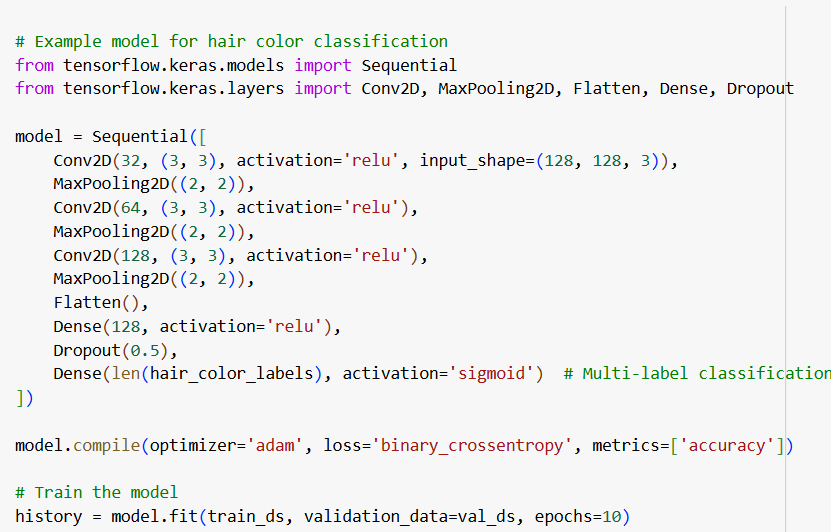 # Example model for hair color classification
from tensorflow.keras.models import Sequential
from tensorflow.keras.layers import Conv2D, MaxPooling2D, Flatten, Dense, Dropout
model = Sequential([
    Conv2D(32, (3, 3), activation='relu', input_shape=(128, 128, 3)),
    MaxPooling2D((2, 2)),
    Conv2D(64, (3, 3), activation='relu'),
    MaxPooling2D((2, 2)),
    Conv2D(128, (3, 3), activation='relu'),
    MaxPooling2D((2, 2)),
    Flatten(),
    Dense(128, activation='relu'),
    Dropout(0.5),
    Dense(len(hair_color_labels), activation='sigmoid')  # Multi-label classification
])
model.compile(optimizer='adam', loss='binary_crossentropy', metrics=['accuracy'])
# Train the model
history = model.fit(train_ds, validation_data=val_ds, epochs=10)